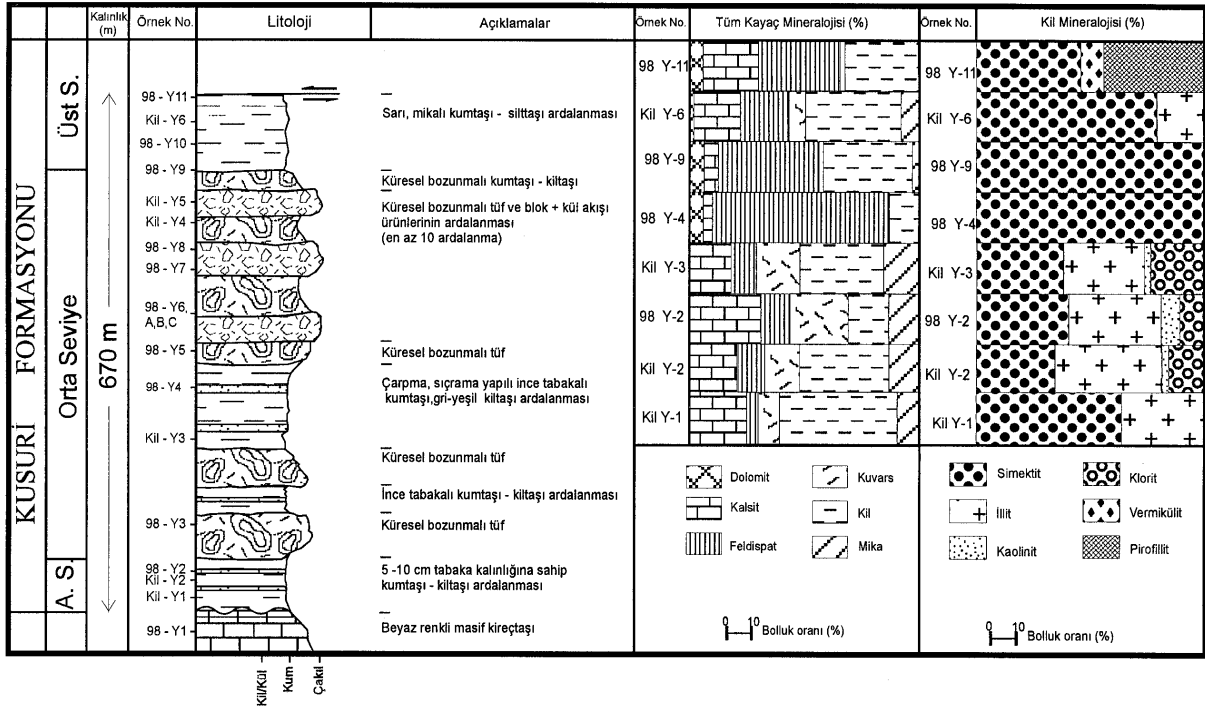 Kalınlık
(m)
Örnek No.
Litoloji
Açıklamalar
Örnek No.
Tüm Kayaç Mineralojisi (%)
Örnek No.
Kil Mineralojisi (%)
KUSURİ FORMASYONU
Üst S.
Orta Seviye
A. S.
670 m
98 - Y11
Kil - Y6
98 - Y10
98 - Y9
Kil - Y5
Kil - Y4
98 - Y8
98 - Y7
98 - Y6,
A,B,C
98 - Y5
98 - Y4
Kil - Y3
98 - Y3
98 - Y2
Kil - Y2
Kil - Y1
98 - Y1
Kil/Kül
Kum
Çakıl
Sarı, mikalı kumtaşı - silttaşı ardalanması
Küresel bozunmalı kumtaşı - kiltaşı
Küresel bozunmalı tüf ve blok + kül akışı
ürünlerinin ardalanması
(en az 10 ardalanma)
Küresel bozunmalı tüf
Çarpma, sıçrama yapılı ince tabakalı
kumtaşı,gri-yeşil kiltaşı ardalanması
Küresel bozunmalı tüf
İnce tabakalı kumtaşı - kiltaşı ardalanması
Küresel bozunmalı tüf
5 -10 cm tabaka kalınlığına sahip
kumtaşı - kiltaşı ardalanması
Beyaz renkli masif kireçtaşı
98 Y-11
Kil Y-6
98 Y-9
98 Y-4
Kil Y-3
98 Y-2
Kil Y-2
Kil Y-1
Dolomit
Kuvars
Kalsit
Kil
Feldispat
Mika
0 10 Bolluk oranı (%)
98 Y-11
Kil Y-6
98 Y-9
98 Y-4
Kil Y-3
98 Y-2
Kil Y-2
Kil Y-1
Simektit
Klorit
İllit
Vermikülit
Kaolinit
Pirofillit
0 10 Bolluk oranı (%)